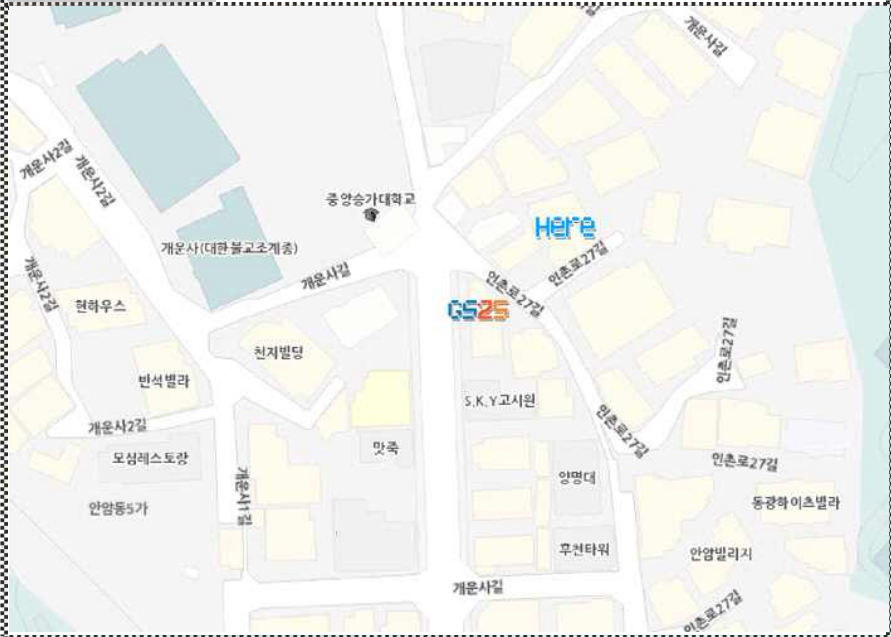 개운사길
개운사2길
개운사2길
중앙승가대학교
Here
개운사(대한불교조계종)
인촌로27길
개운사길
개운사2길
인촌로27길
현하우스
GS25
천지빌딩
인촌로27길
반석빌라
S.K.Y고시원
개운사2길
인촌로27길
맛죽
모심레스토랑
인촌로27길
양명대
개운사1길
동광하이츠빌라
안암동5가
후천타워
안암빌리지
개운사길
인촌로27길